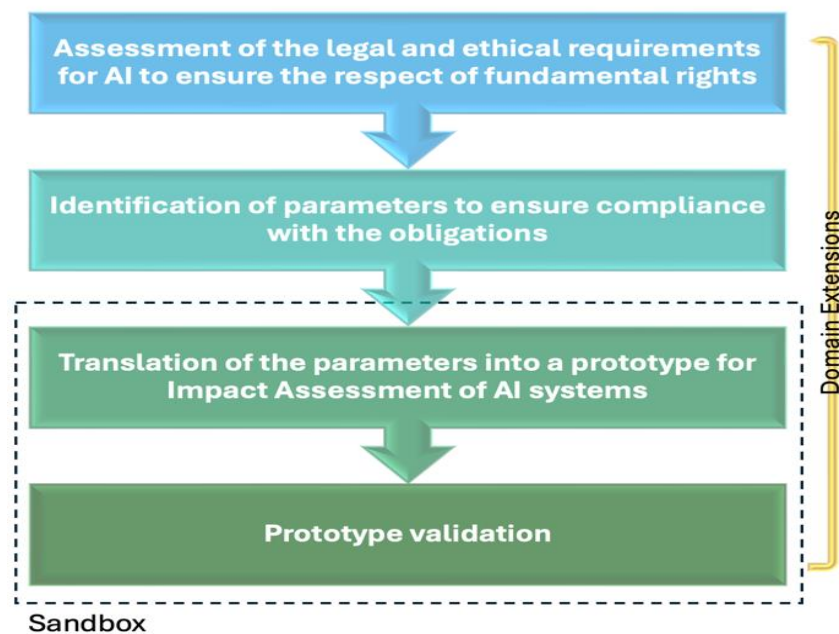 Assessment of the legal and ethical requirements
for AI to ensure the respect of fundamental rights
Identification of parameters to ensure compliance
with the obligations
Translation of the parameters into a prototype for
Impact Assessment of AI systems
Prototype validation
Sandbox
Domain Extensions